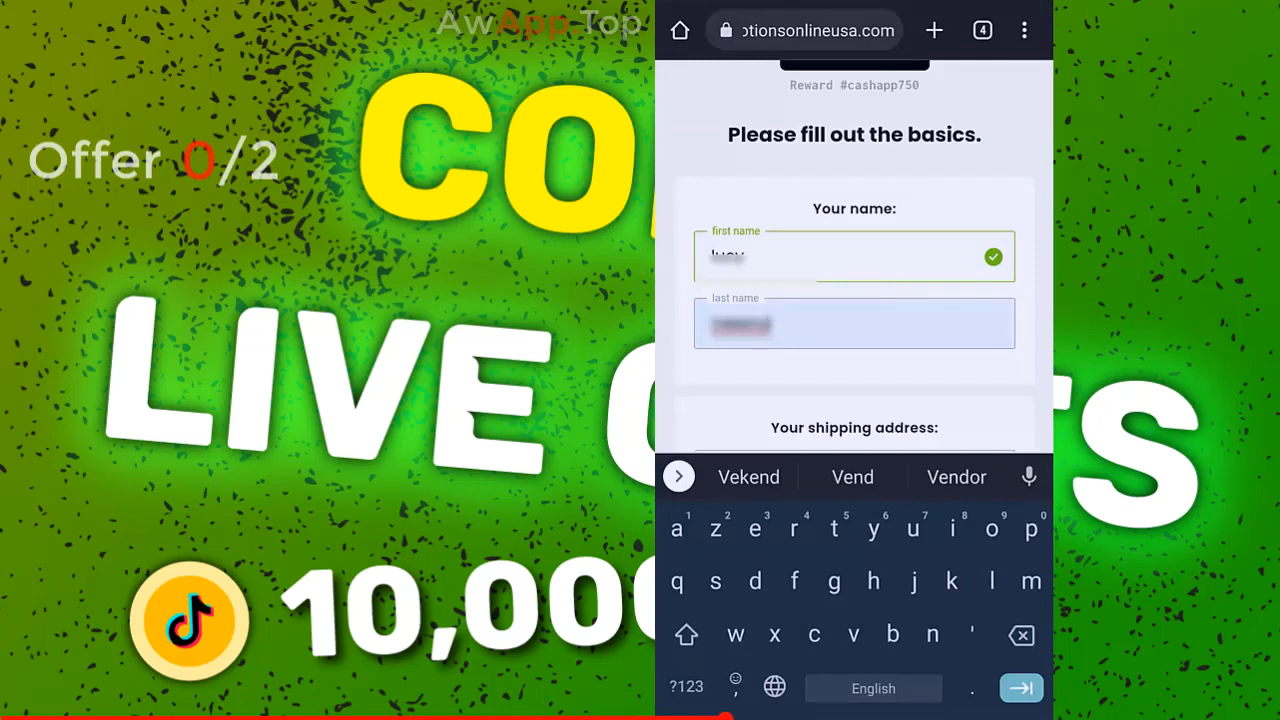 AwApp.Top
Offer 0/2
CO
LIVE
10,000
otionsonlineusa.com
4
Reward #cashapp750
Please fill out the basics.
Your name:
first name
last name
Your shipping address:
Vekend Vend Vendor
a 1 z 2 e 3 r 4 t 5 y 6 u 7 i 8 o 9 p 0
q s d f g h j k l m
w x c v b n '
?123 , English .